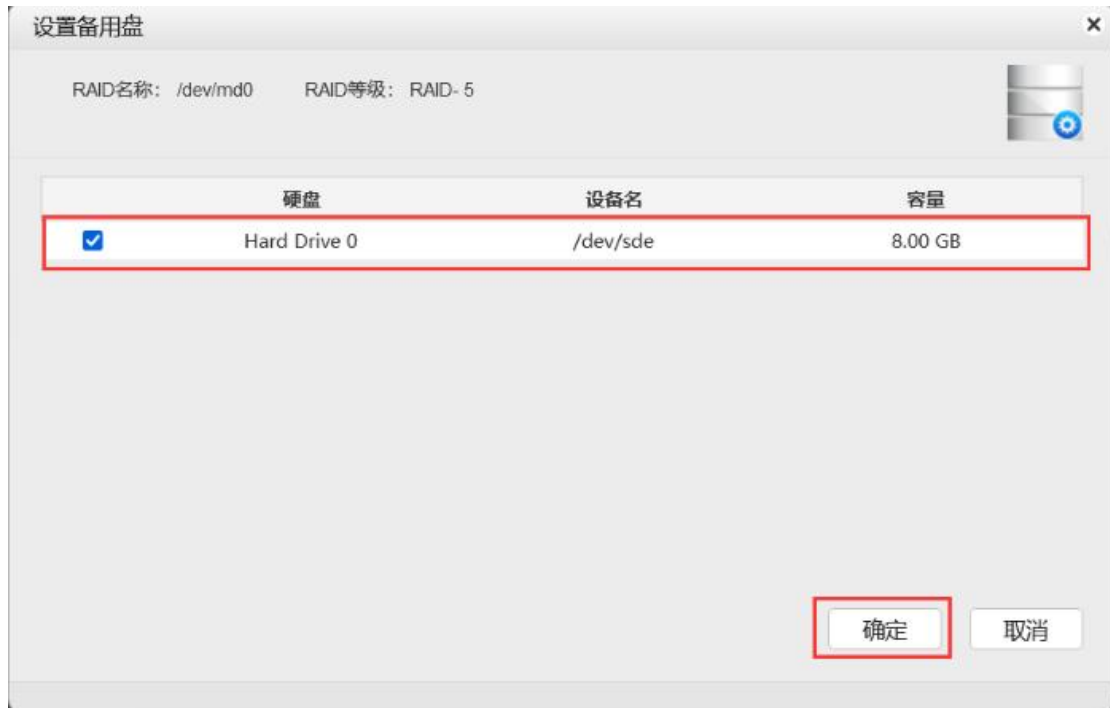 设置备用盘
RAID名称： /dev/md0 RAID等级： RAID- 5
硬盘 设备名 容量
Hard Drive 0 /dev/sde 8.00 GB
确定 取消